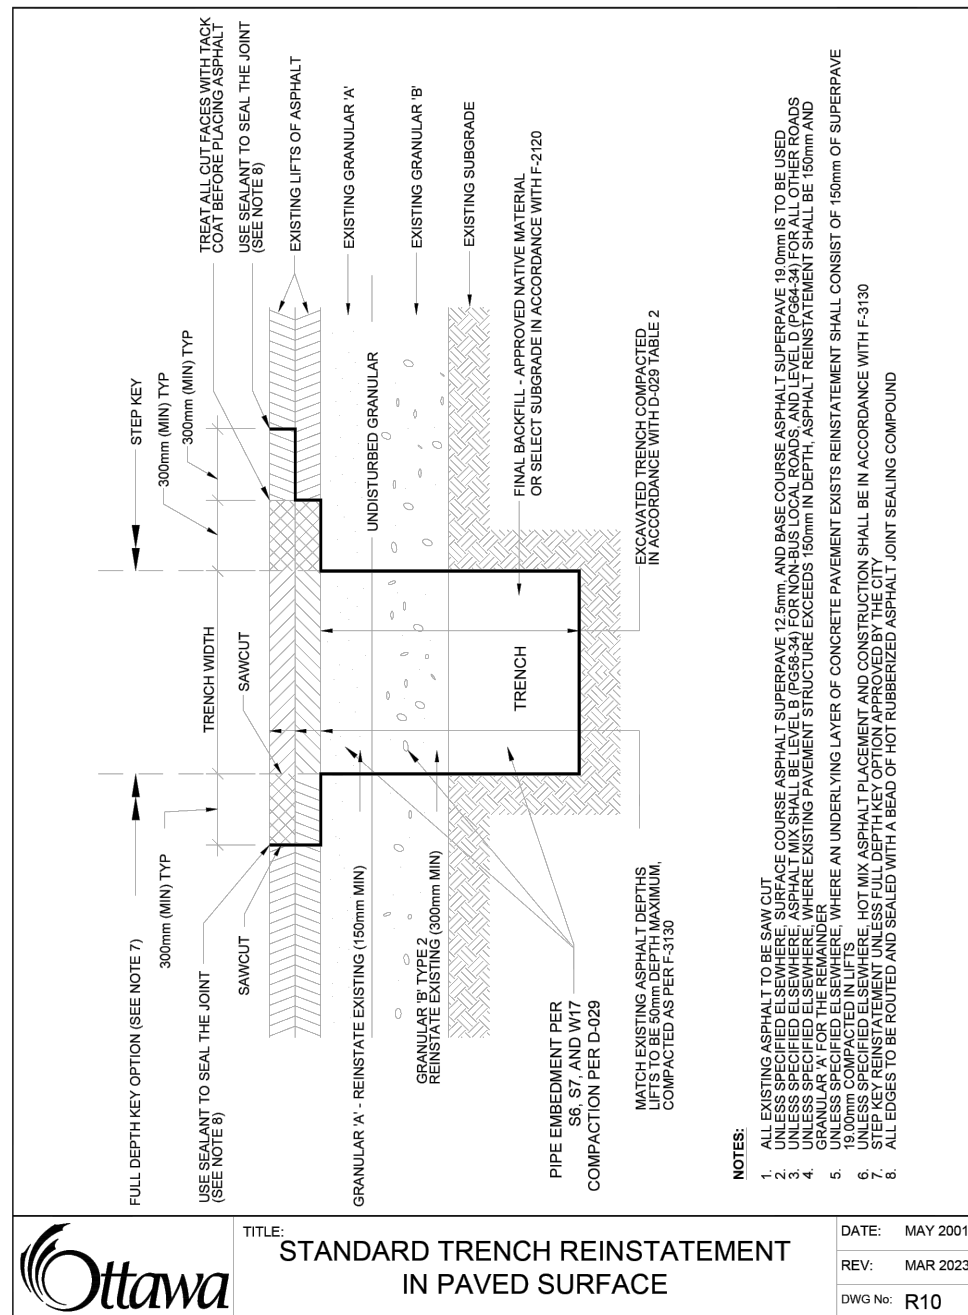 FULL DEPTH KEY OPTION (SEE NOTE 7)
STEP KEY
300mm (MIN) TYP
TRENCH WIDTH
300mm (MIN) TYP
300mm (MIN) TYP
USE SEALANT TO SEAL THE JOINT
(SEE NOTE 8)
SAWCUT
SAWCUT
TREAT ALL CUT FACES WITH TACK
COAT BEFORE PLACING ASPHALT
USE SEALANT TO SEAL THE JOINT
(SEE NOTE 8)
EXISTING LIFTS OF ASPHALT
GRANULAR 'A' - REINSTATE EXISTING (150mm MIN)
UNDISTURBED GRANULAR
EXISTING GRANULAR 'A'
GRANULAR 'B' TYPE 2
REINSTATE EXISTING (300mm MIN)
EXISTING GRANULAR 'B'
EXISTING SUBGRADE
TRENCH
FINAL BACKFILL - APPROVED NATIVE MATERIAL
OR SELECT SUBGRADE IN ACCORDANCE WITH F-2120
PIPE EMBEDMENT PER
S6, S7, AND W17
COMPACTION PER D-029
MATCH EXISTING ASPHALT DEPTHS
LIFTS TO BE 50mm DEPTH MAXIMUM,
COMPACTED AS PER F-3130
EXCAVATED TRENCH COMPACTED
IN ACCORDANCE WITH D-029 TABLE 2
NOTES:
1. ALL EXISTING ASPHALT TO BE SAW CUT
2. UNLESS SPECIFIED ELSEWHERE, SURFACE COURSE ASPHALT SUPERPAVE 12.5mm, AND BASE COURSE ASPHALT SUPERPAVE 19.0mm IS TO BE USED
3. UNLESS SPECIFIED ELSEWHERE, ASPHALT MIX SHALL BE LEVEL B (PG58-34) FOR NON-BUS LOCAL ROADS, AND LEVEL D (PG64-34) FOR ALL OTHER ROADS
4. UNLESS SPECIFIED ELSEWHERE, WHERE EXISTING PAVEMENT STRUCTURE EXCEEDS 150mm IN DEPTH, ASPHALT REINSTATEMENT SHALL BE 150mm AND
GRANULAR 'A' FOR THE REMAINDER
5. UNLESS SPECIFIED ELSEWHERE, WHERE AN UNDERLYING LAYER OF CONCRETE PAVEMENT EXISTS REINSTATEMENT SHALL CONSIST OF 150mm OF SUPERPAVE
19.00mm COMPACTED IN LIFTS
6. UNLESS SPECIFIED ELSEWHERE, HOT MIX ASPHALT PLACEMENT AND CONSTRUCTION SHALL BE IN ACCORDANCE WITH F-3130
7. STEP KEY REINSTATEMENT UNLESS FULL DEPTH KEY OPTION APPROVED BY THE CITY
8. ALL EDGES TO BE ROUTED AND SEALED WITH A BEAD OF HOT RUBBERIZED ASPHALT JOINT SEALING COMPOUND
Ottawa
TITLE:
STANDARD TRENCH REINSTATEMENT
IN PAVED SURFACE
DATE: MAY 2001
REV: MAR 2023
DWG No: R10